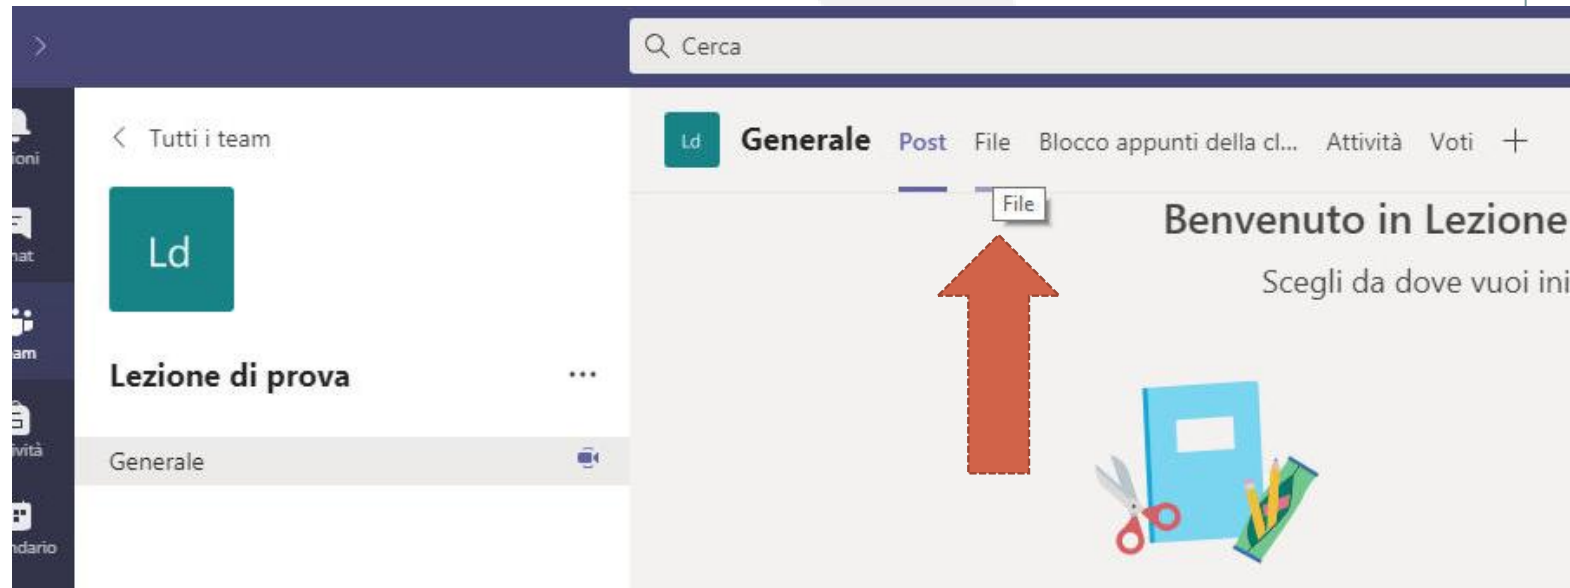 Cerca
ioni
Tutti i team
Ld
Generale Post File Blocco appunti della cl... Attività Voti
File
Benvenuto in Lezione
Ld
Scegli da dove vuoi ini
Lezione di prova
Generale